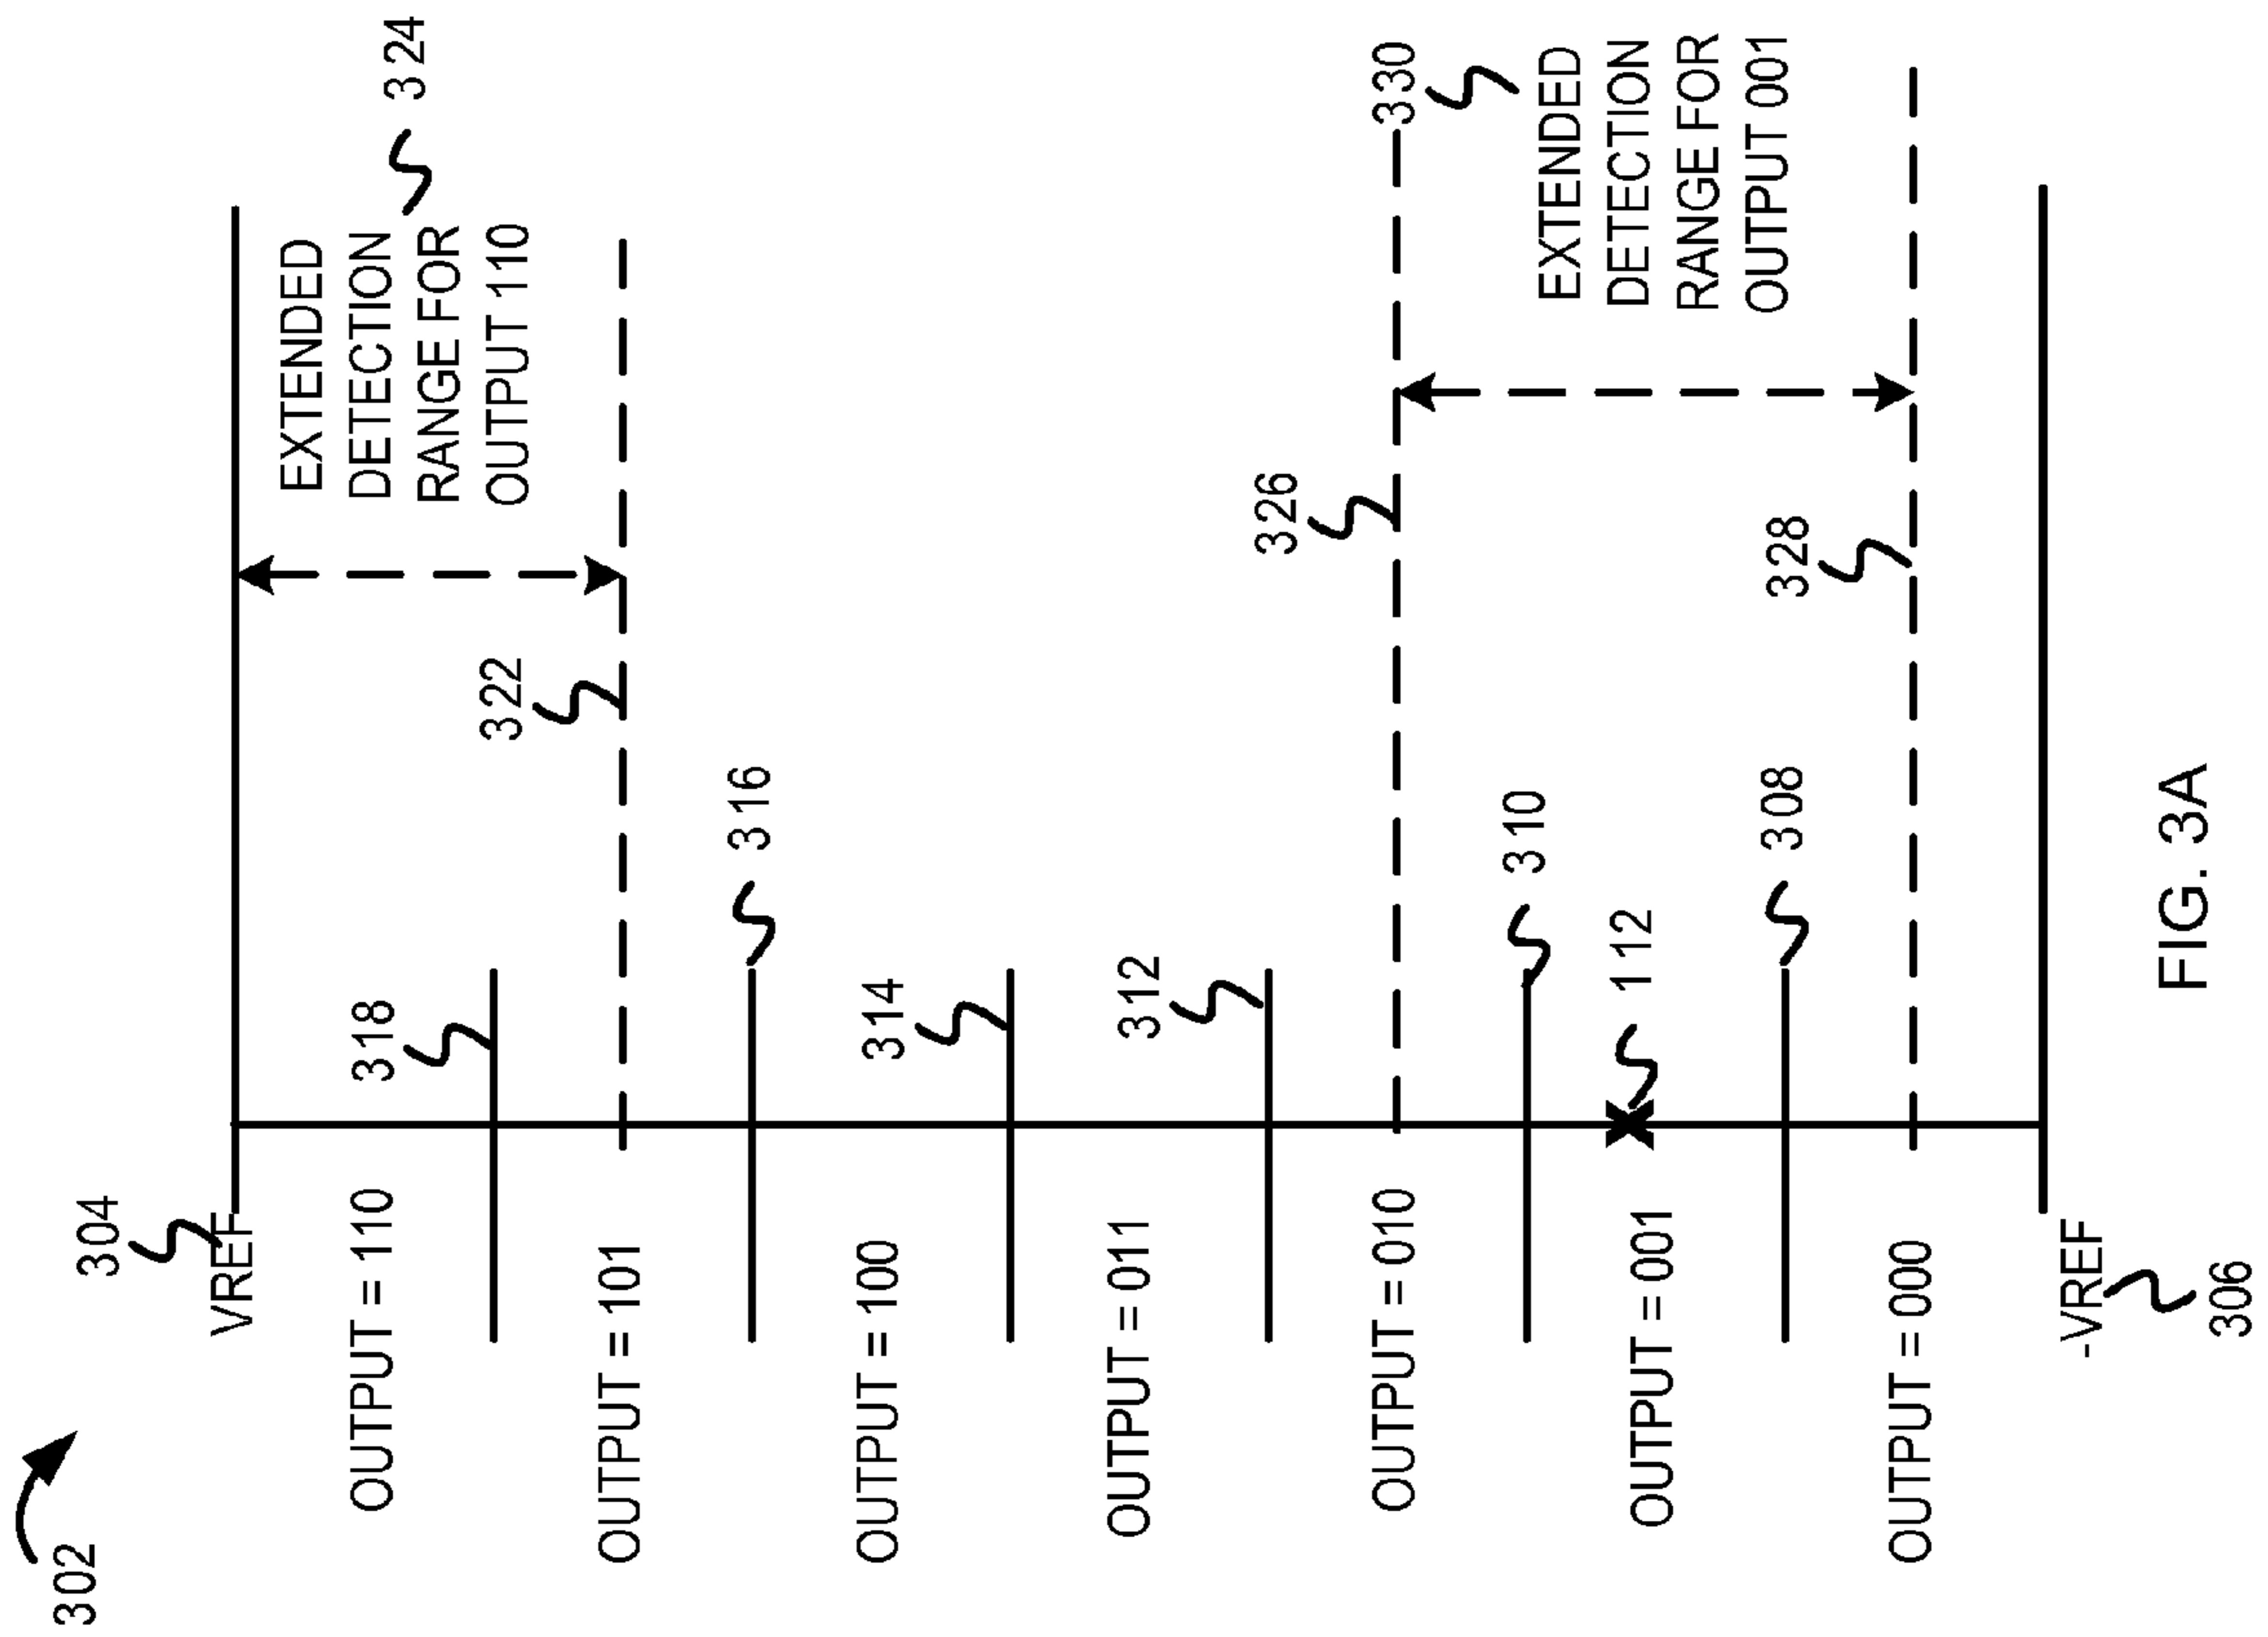 302
304
VREF
324
EXTENDED
DETECTION
RANGE FOR
OUTPUT 110
318
OUTPUT = 110
322
OUTPUT = 101
316
314
OUTPUT = 100
312
OUTPUT = 011
326
330
EXTENDED
DETECTION
RANGE FOR
OUTPUT 001
OUTPUT = 010
310
112
OUTPUT = 001
308
328
OUTPUT = 000
-VREF
306
FIG. 3A